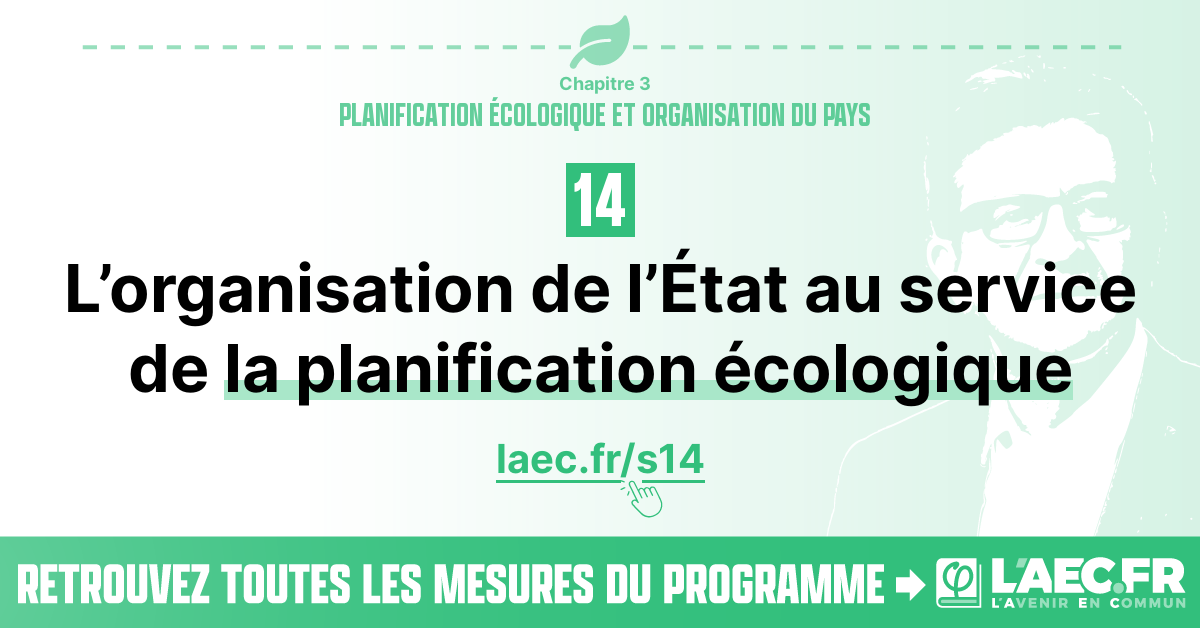 Chapitre 3
PLANIFICATION ÉCOLOGIQUE ET ORGANISATION DU PAYS
14
L’organisation de l’État au service
de la planification écologique
laec.fr/s14
RETROUVEZ TOUTES LES MESURES DU PROGRAMME
φ
L'AEC.FR
L'AVENIR EN COMMUN